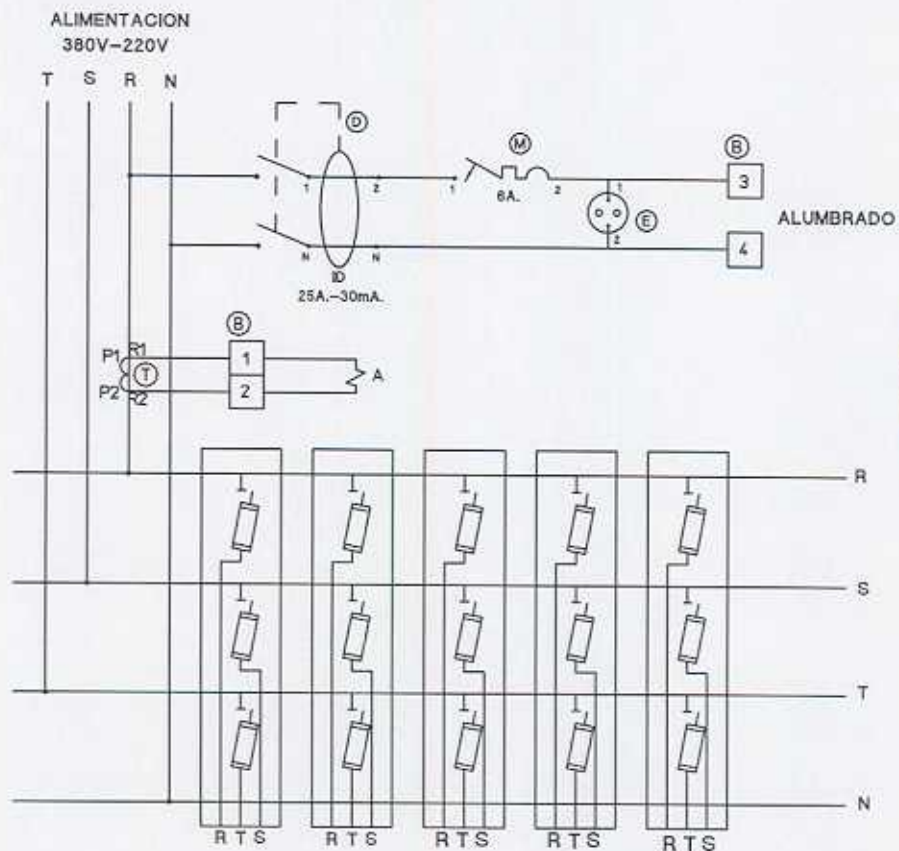 ALIMENTACION
380V-220V
T S R N
D
M
B
1 2 1 2 1 3
6A.
E
ALUMBRADO
2
N N 4
ID
25A.-30mA.
B
P1 R1 1
T A
P2 R2 2
R
S
T
N
R T S R T S R T S R T S R T S